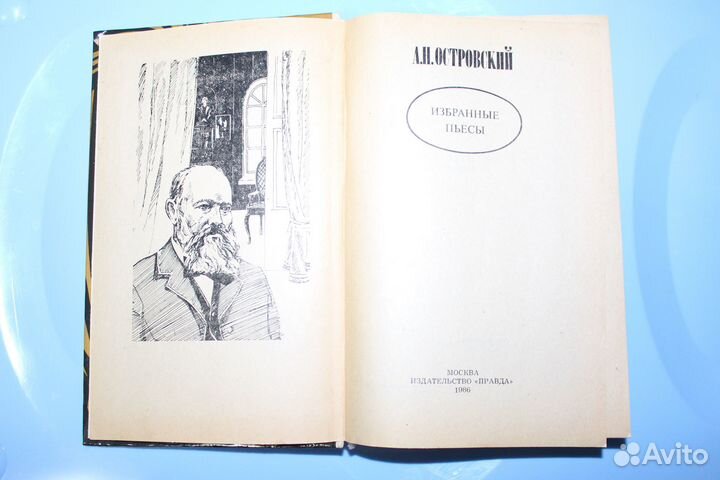 А.Н.ОСТРОВСКИЙ
ИЗБРАННЫЕ
ПЬЕСЫ
МОСКВА
ИЗДАТЕЛЬСТВО «ПРАВДА»
1986
Avito